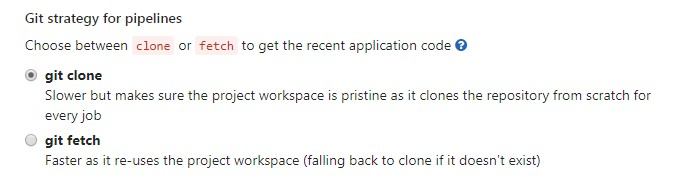 Git strategy for pipelines
Choose between clone or fetch to get the recent application code ?
git clone
Slower but makes sure the project workspace is pristine as it clones the repository from scratch for
every job
git fetch
Faster as it re-uses the project workspace (falling back to clone if it doesn't exist)